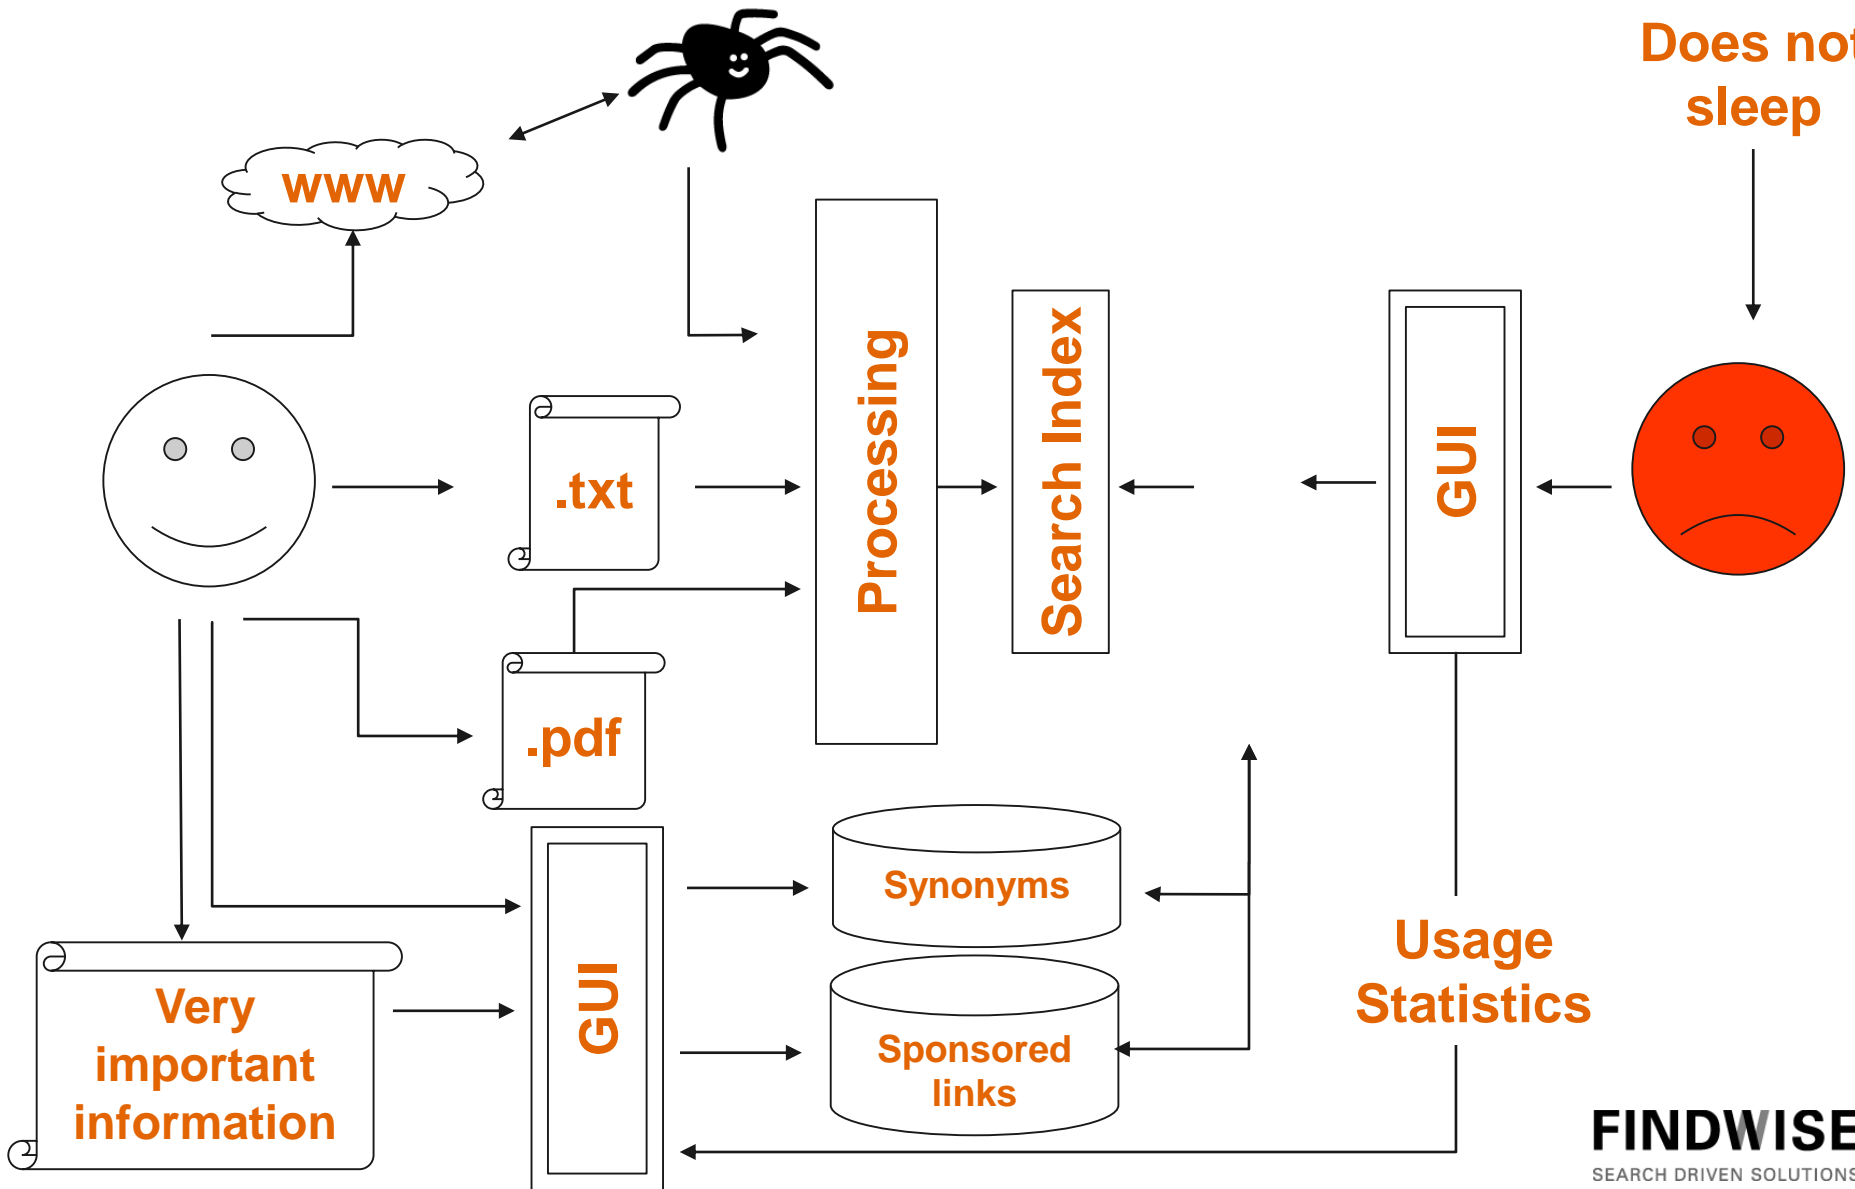 Does not
sleep
www
Processing
Search Index
GUI
.txt
.pdf
Synonyms
GUI
Usage
Statistics
Very
important
information
Sponsored
links
FINDWISE
SEARCH DRIVEN SOLUTIONS